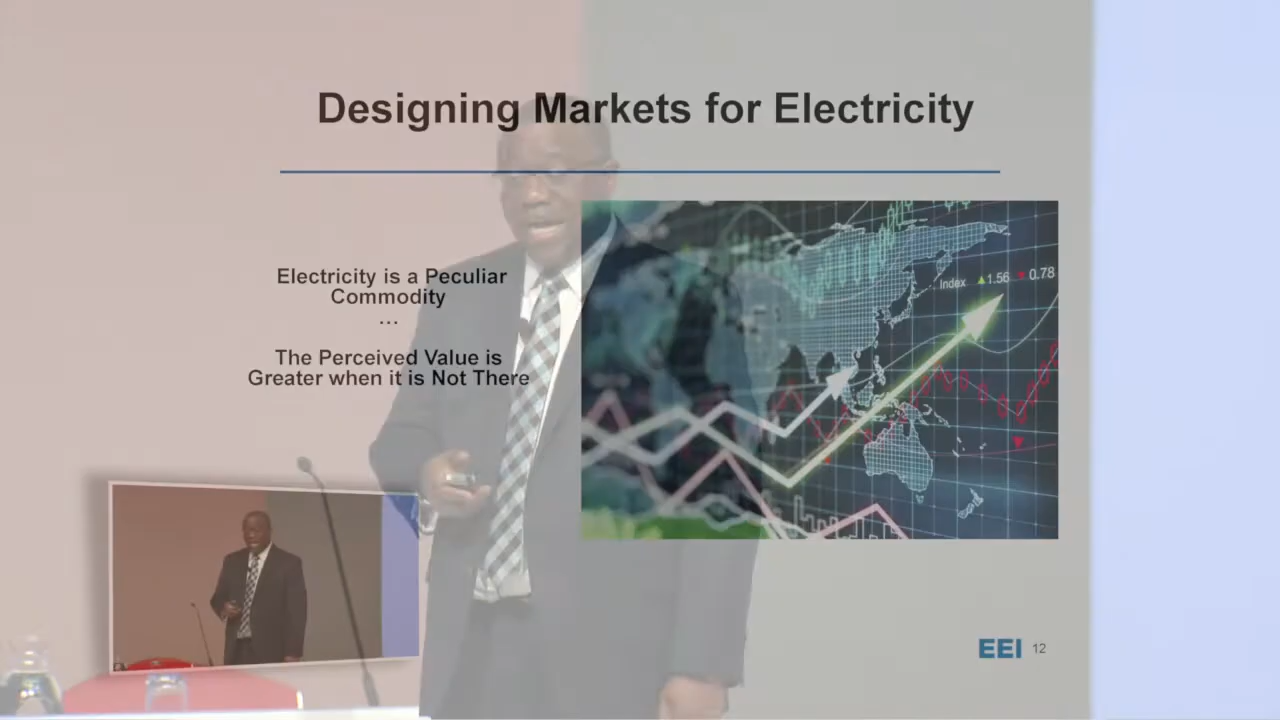 Designing Markets for Electricity
Electricity is a Peculiar
Commodity
...
The Perceived Value is
Greater when it is Not There
Index ▲1.56 ▼0.78
EEI 12